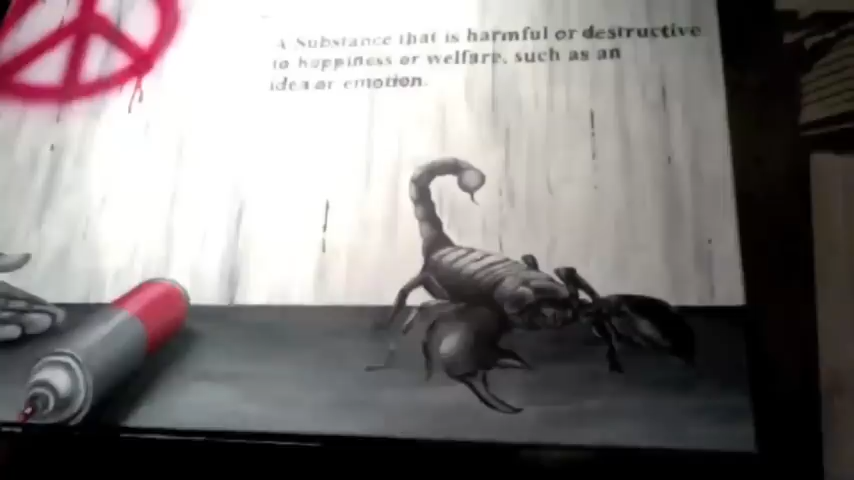 A Substance that is harmful or destructive
to happiness or welfare, such as an
idea or emotion.